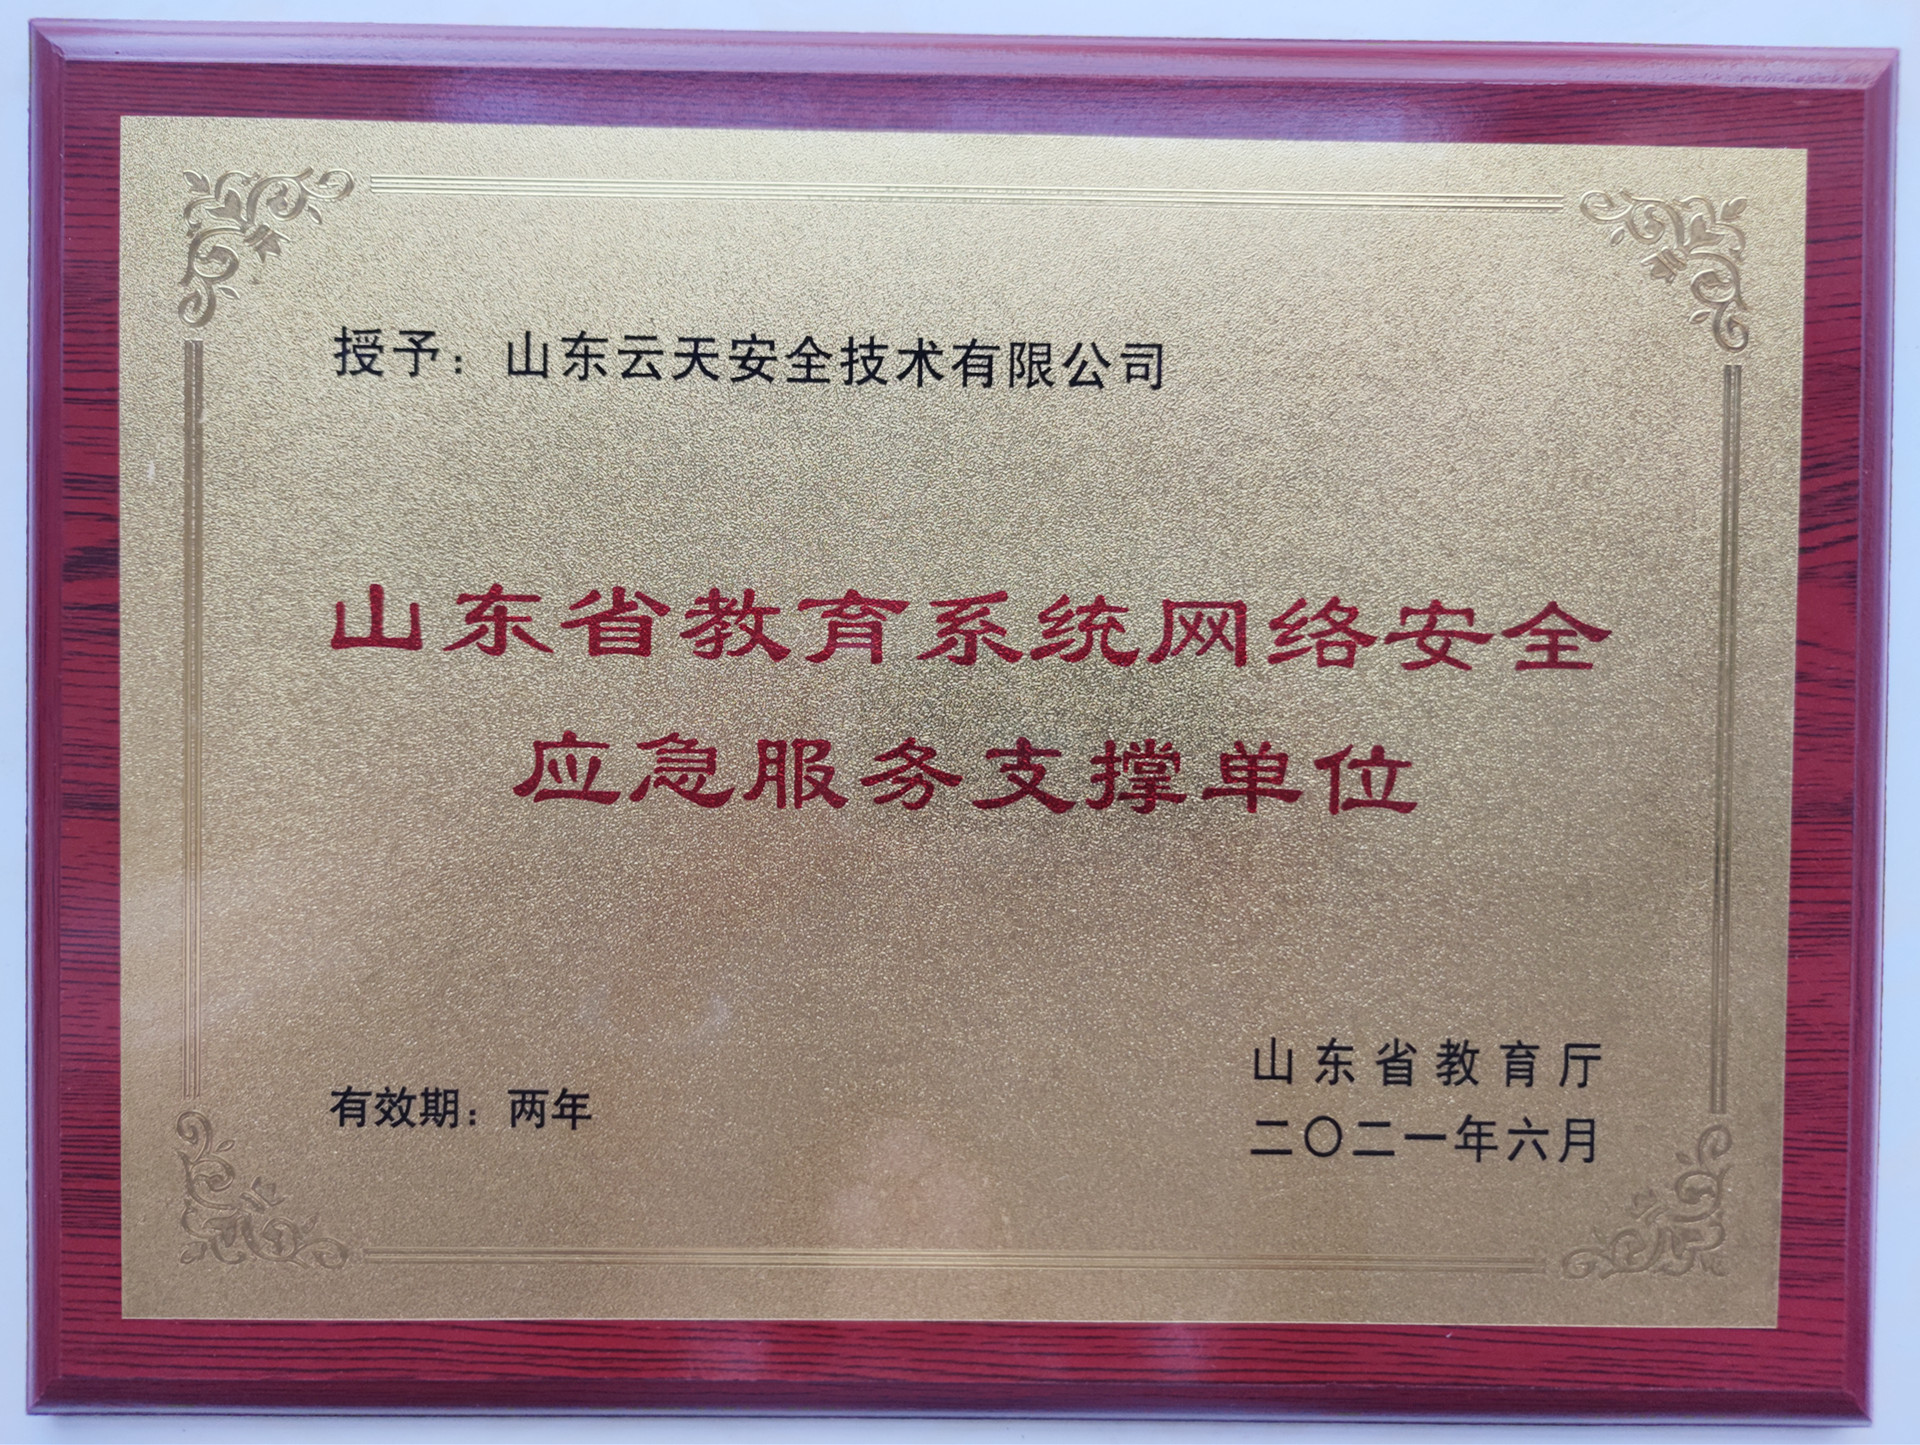 授予：山东云天安全技术有限公司
山东省教育系统网络安全
应急服务支撑单位
有效期：两年
山东省教育厅
二〇二一年六月